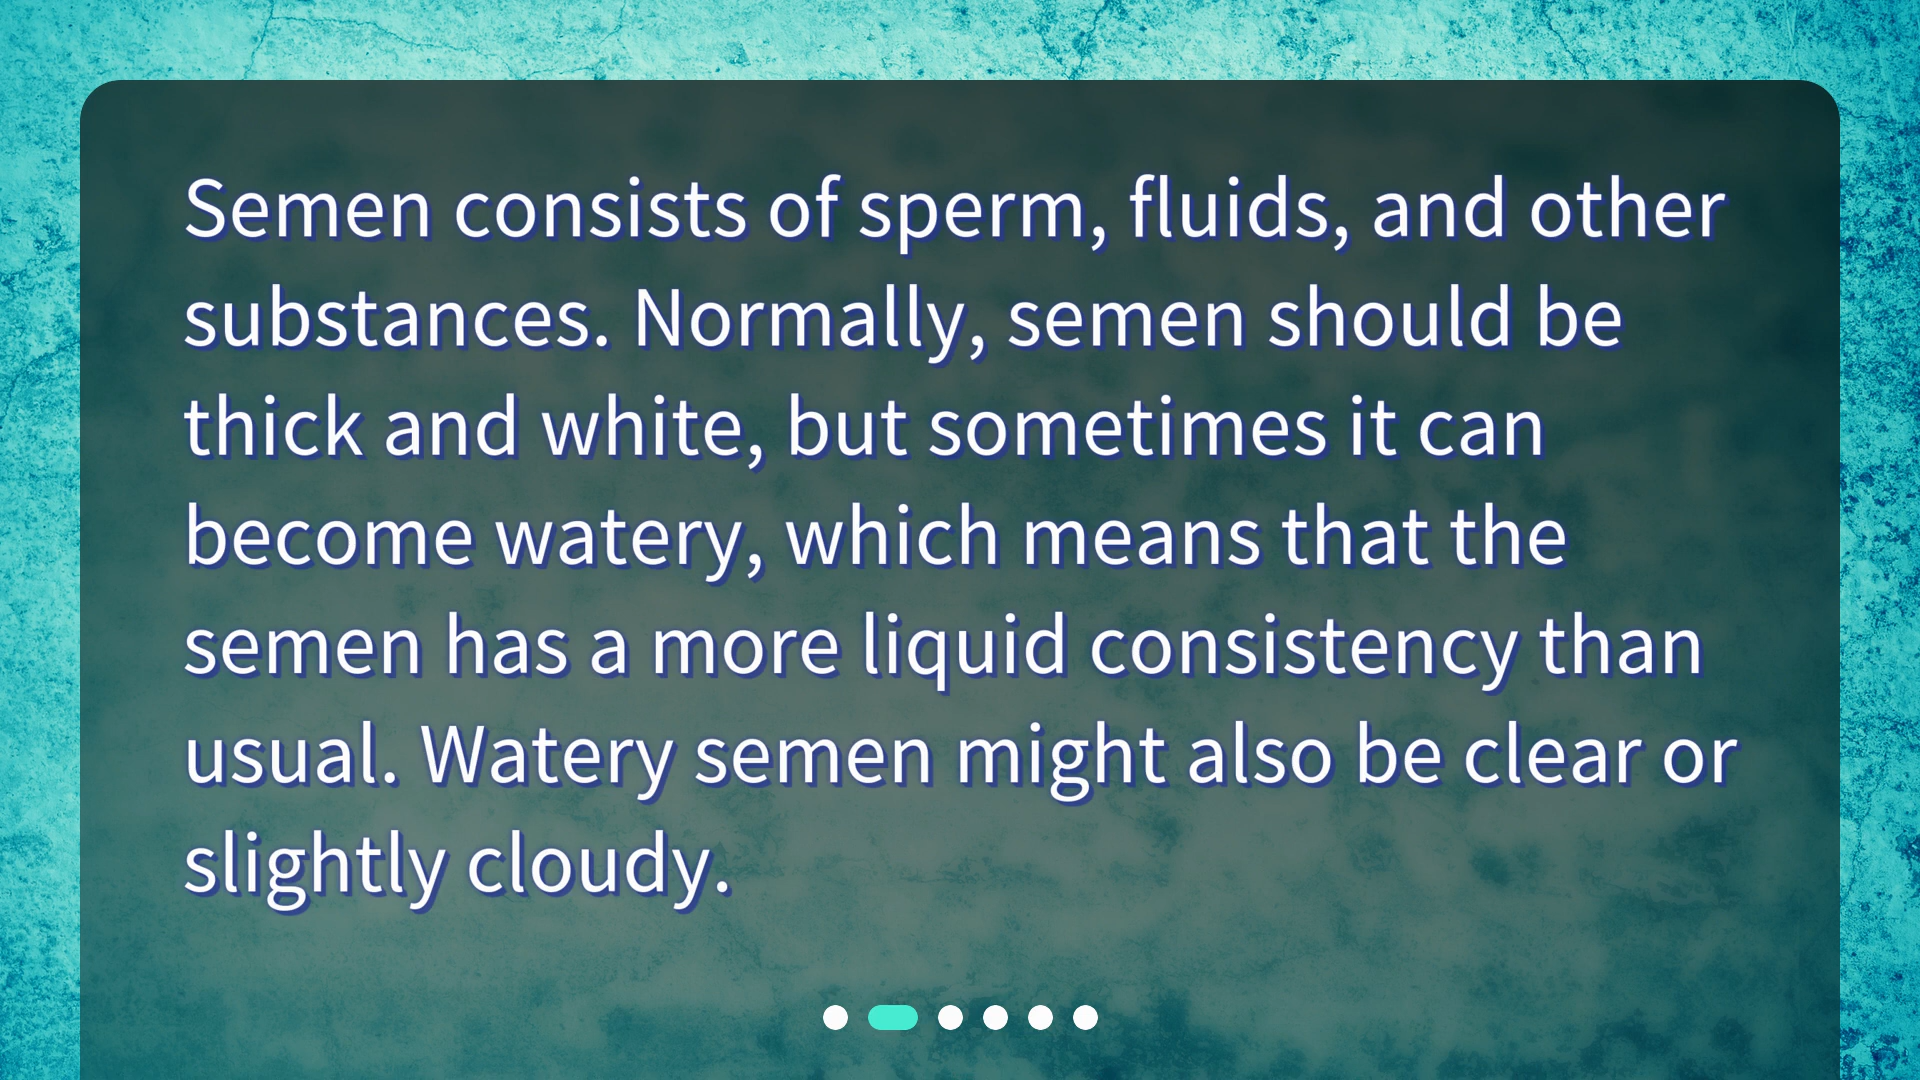 Semen consists of sperm, fluids, and other
substances. Normally, semen should be
thick and white, but sometimes it can
become watery, which means that the
semen has a more liquid consistency than
usual. Watery semen might also be clear or
slightly cloudy.